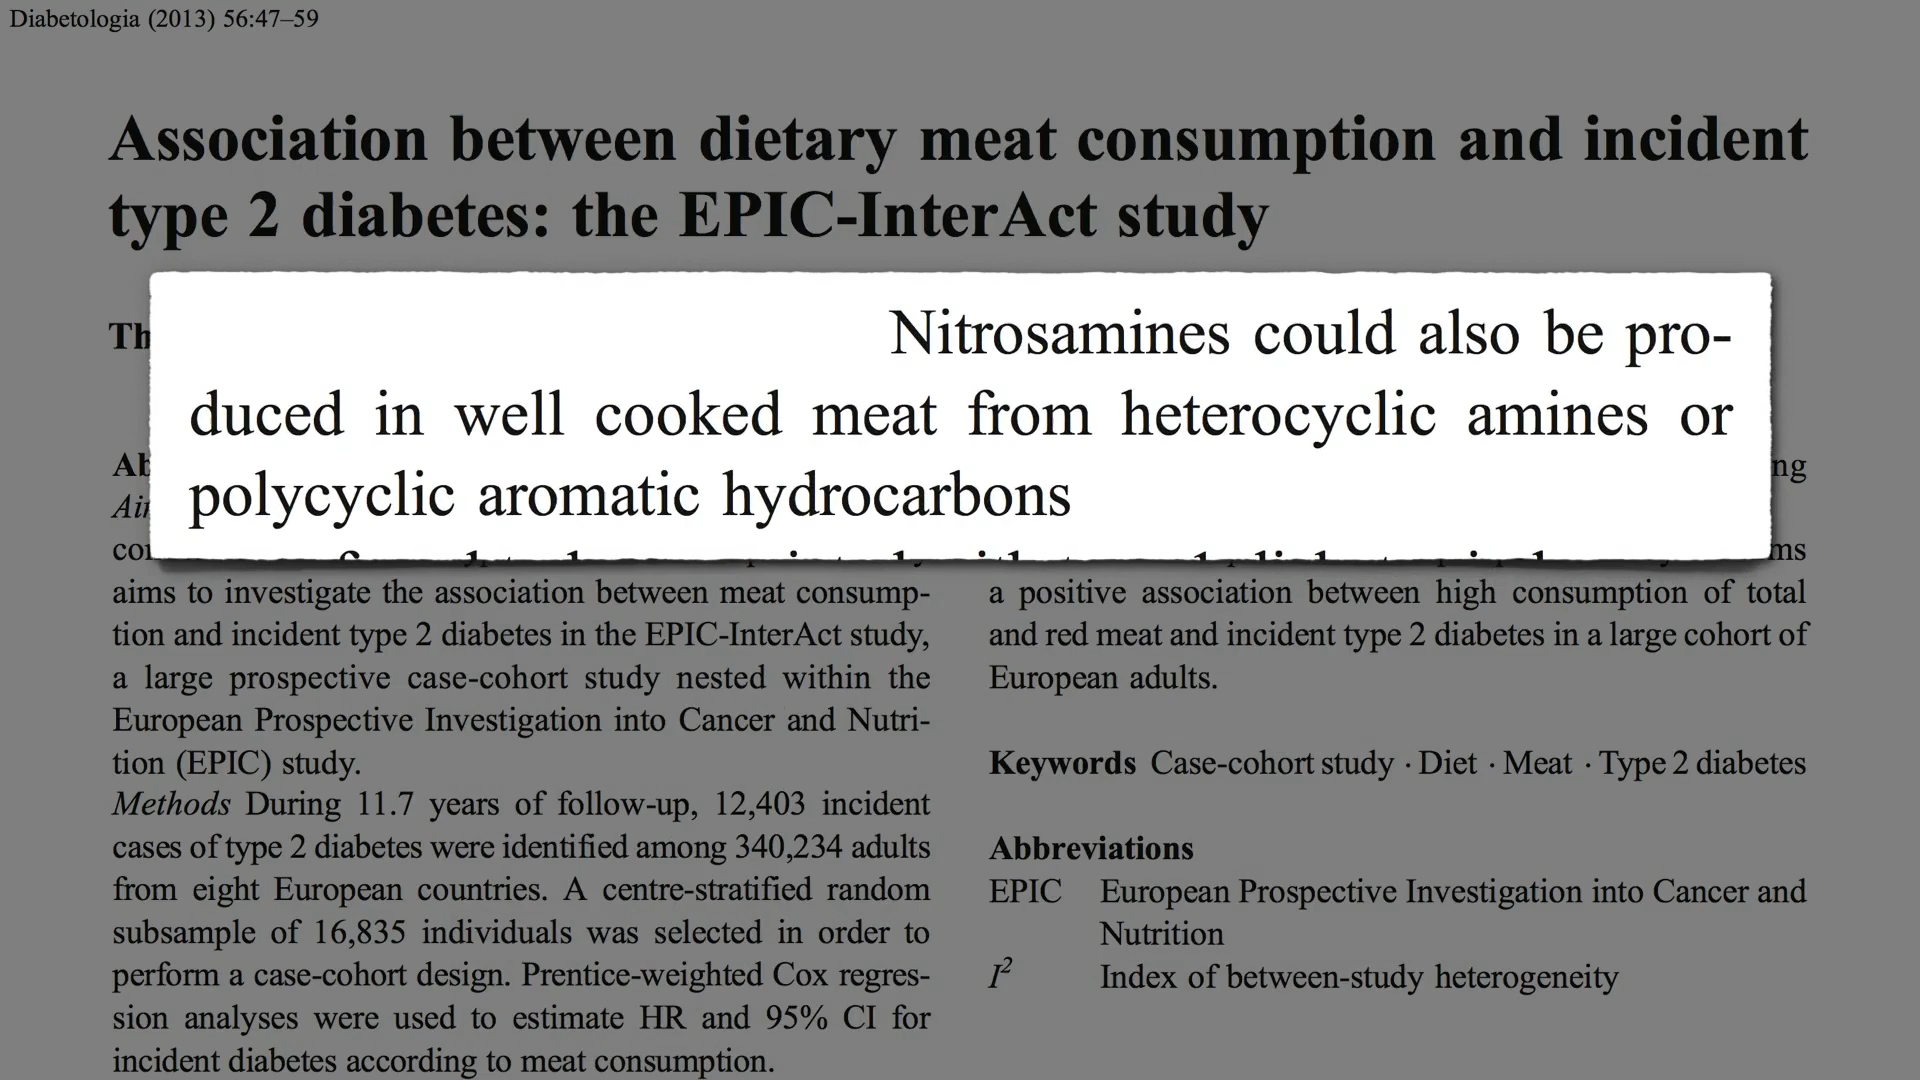 Diabetologia (2013) 56:47–59
Association between dietary meat consumption and incident
type 2 diabetes: the EPIC-InterAct study
Nitrosamines could also be pro-
duced in well cooked meat from heterocyclic amines or
polycyclic aromatic hydrocarbons
aims to investigate the association between meat consump-
tion and incident type 2 diabetes in the EPIC-InterAct study,
a large prospective case-cohort study nested within the
European Prospective Investigation into Cancer and Nutri-
tion (EPIC) study.
Methods During 11.7 years of follow-up, 12,403 incident
cases of type 2 diabetes were identified among 340,234 adults
from eight European countries. A centre-stratified random
subsample of 16,835 individuals was selected in order to
perform a case-cohort design. Prentice-weighted Cox regres-
sion analyses were used to estimate HR and 95% CI for
incident diabetes according to meat consumption.
a positive association between high consumption of total
and red meat and incident type 2 diabetes in a large cohort of
European adults.
Keywords Case-cohort study · Diet · Meat · Type 2 diabetes
Abbreviations
EPIC European Prospective Investigation into Cancer and
Nutrition
I² Index of between-study heterogeneity